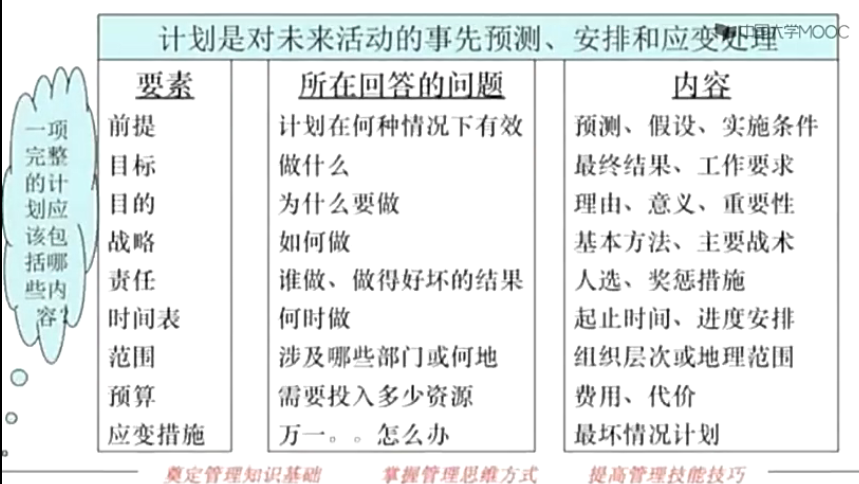 中国大学MOOC
计划是对未来活动的事先预测、安排和应变处理
一项
完整
的计
划应
该包
括哪
些内
容？
要素 所在回答的问题 内容
前提 计划在何种情况下有效 预测、假设、实施条件
目标 做什么 最终结果、工作要求
目的 为什么要做 理由、意义、重要性
战略 如何做 基本方法、主要战术
责任 谁做、做得好坏的结果 人选、奖惩措施
时间表 何时做 起止时间、进度安排
范围 涉及哪些部门或何地 组织层次或地理范围
预算 需要投入多少资源 费用、代价
应变措施 万一。。怎么办 最坏情况计划
奠定管理知识基础 掌握管理思维方式 提高管理技能技巧